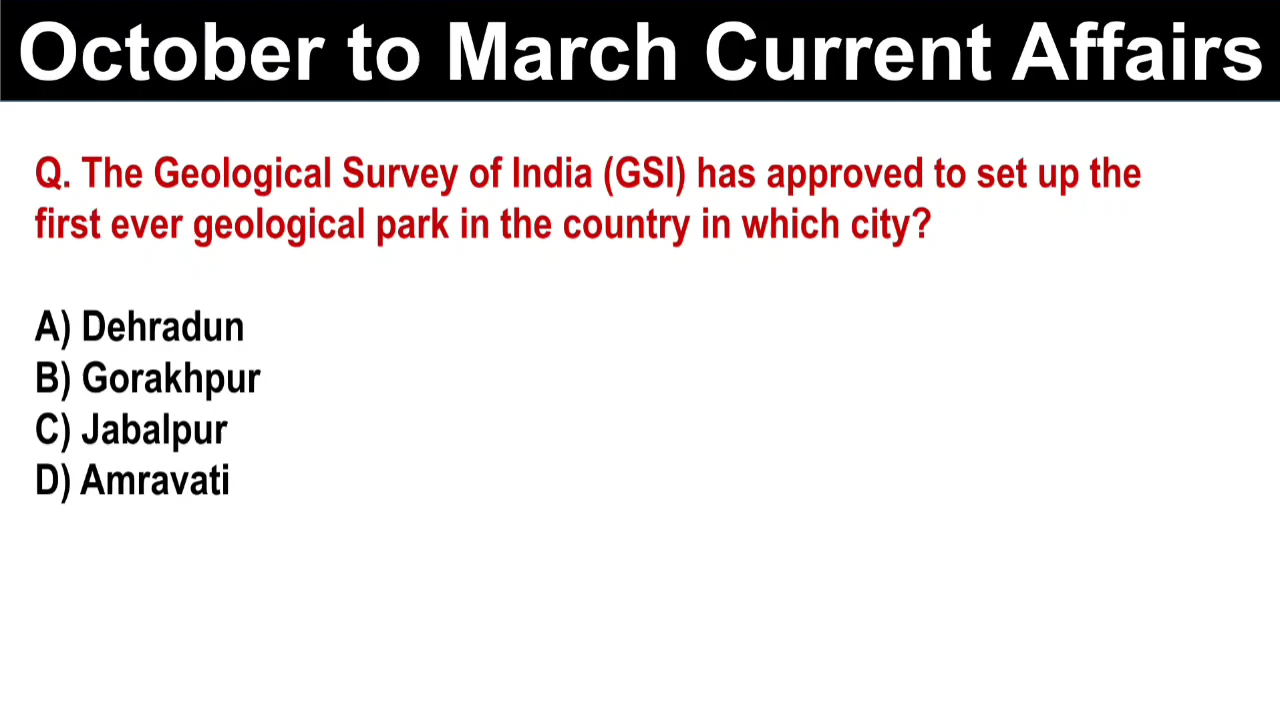 October to March Current Affairs
Q. The Geological Survey of India (GSI) has approved to set up the
first ever geological park in the country in which city?
A) Dehradun
B) Gorakhpur
C) Jabalpur
D) Amravati